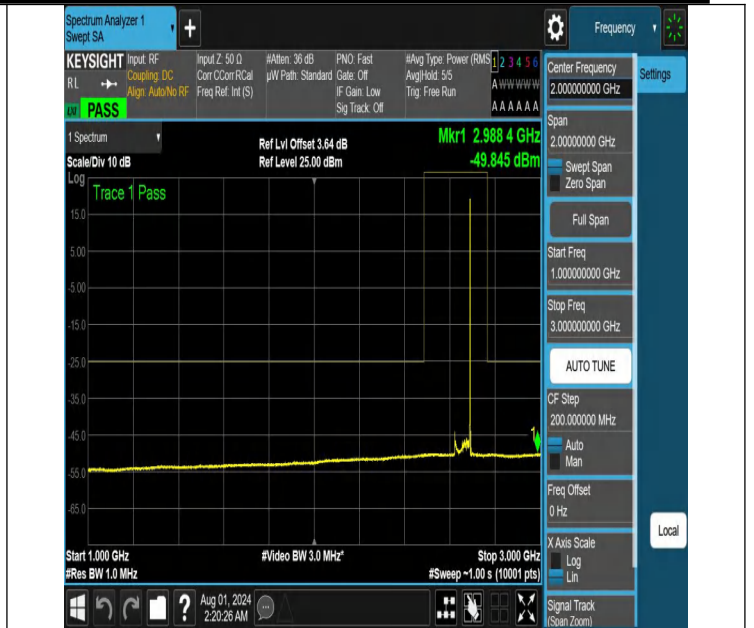 Spectrum Analyzer 1
Swept SA
+
Frequency
KEYSIGHT
RL
LXI
PASS
Input: RF
Coupling: DC
Align: Auto/No RF
Input Z: 50 Ω
Corr CCorr RCal
Freq Ref: Int (S)
#Atten: 36 dB
µW Path: Standard
PNO: Fast
Gate: Off
IF Gain: Low
Sig Track: Off
#Avg Type: Power (RMS
Avg|Hold: 5/5
Trig: Free Run
1 2 3 4 5 6
A W W W W W
A A A A A A
1 Spectrum
Scale/Div 10 dB
Ref Lvl Offset 3.64 dB
Ref Level 25.00 dBm
Mkr1 2.988 4 GHz
-49.845 dBm
Log
Trace 1 Pass
15.0
5.00
-5.00
-15.0
-25.0
-35.0
-45.0
-55.0
-65.0
1
Start 1.000 GHz
#Res BW 1.0 MHz
#Video BW 3.0 MHz*
Stop 3.000 GHz
#Sweep ~1.00 s (10001 pts)
Center Frequency
2.000000000 GHz
Settings
Span
2.00000000 GHz
Swept Span
Zero Span
Full Span
Start Freq
1.000000000 GHz
Stop Freq
3.000000000 GHz
AUTO TUNE
CF Step
200.000000 MHz
Auto
Man
Freq Offset
0 Hz
X Axis Scale
Log
Lin
Local
Signal Track
(Span Zoom)
?
Aug 01, 2024
2:20:26 AM